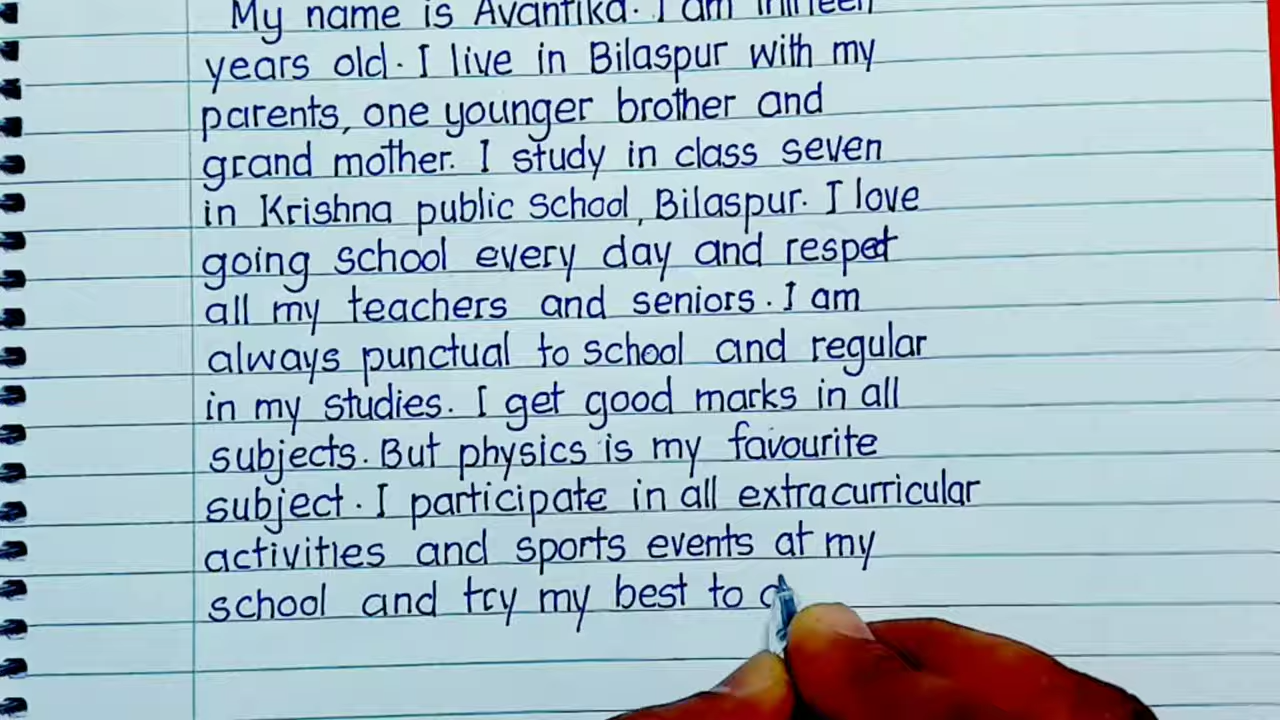 My name is Avantika. I am thirteen
years old. I live in Bilaspur with my
parents, one younger brother and
grand mother. I study in class seven
in Krishna public school, Bilaspur. I love
going school every day and respect
all my teachers and seniors. I am
always punctual to school and regular
in my studies. I get good marks in all
subjects. But physics is my favourite
subject. I participate in all extracurricular
activities and sports events at my
school and try my best to